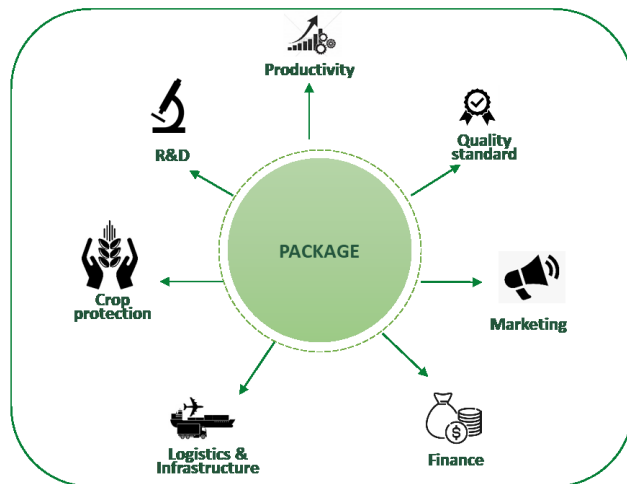 Productivity
R&D
Quality
standard
PACKAGE
Crop
protection
Marketing
Logistics &
Infrastructure
$
Finance